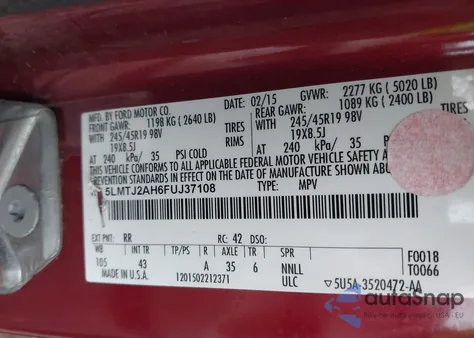 MFD. BY FORD MOTOR CO.
DATE: 02/15 GVWR: 2277 KG (5020 LB)
FRONT GAWR: 1198 KG (2640 LB) REAR GAWR: 1089 KG (2400 LB)
WITH 245/45R19 98V TIRES WITH 245/45R19 98V TIRES
19X8.5J 19X8.5J
AT 240 kPa/ 35 PSI COLD AT 240 kPa/ 35
THIS VEHICLE CONFORMS TO ALL APPLICABLE FEDERAL MOTOR VEHICLE SAFETY
PREVENTION STANDARDS IN EFFECT ON THE DATE OF MANUFACTURE SHOWN
5LMTJ2AH6FUJ37108 TYPE: MPV
EXT PNT: RR RC: 42 DSO:
WB INT TR TP/PS R AXLE TR SPR F0018
105 43 A 35 6 NNLL T0066
MADE IN U.S.A. 1201502212371 ULC 5U5A-3520472-AA
autosnap